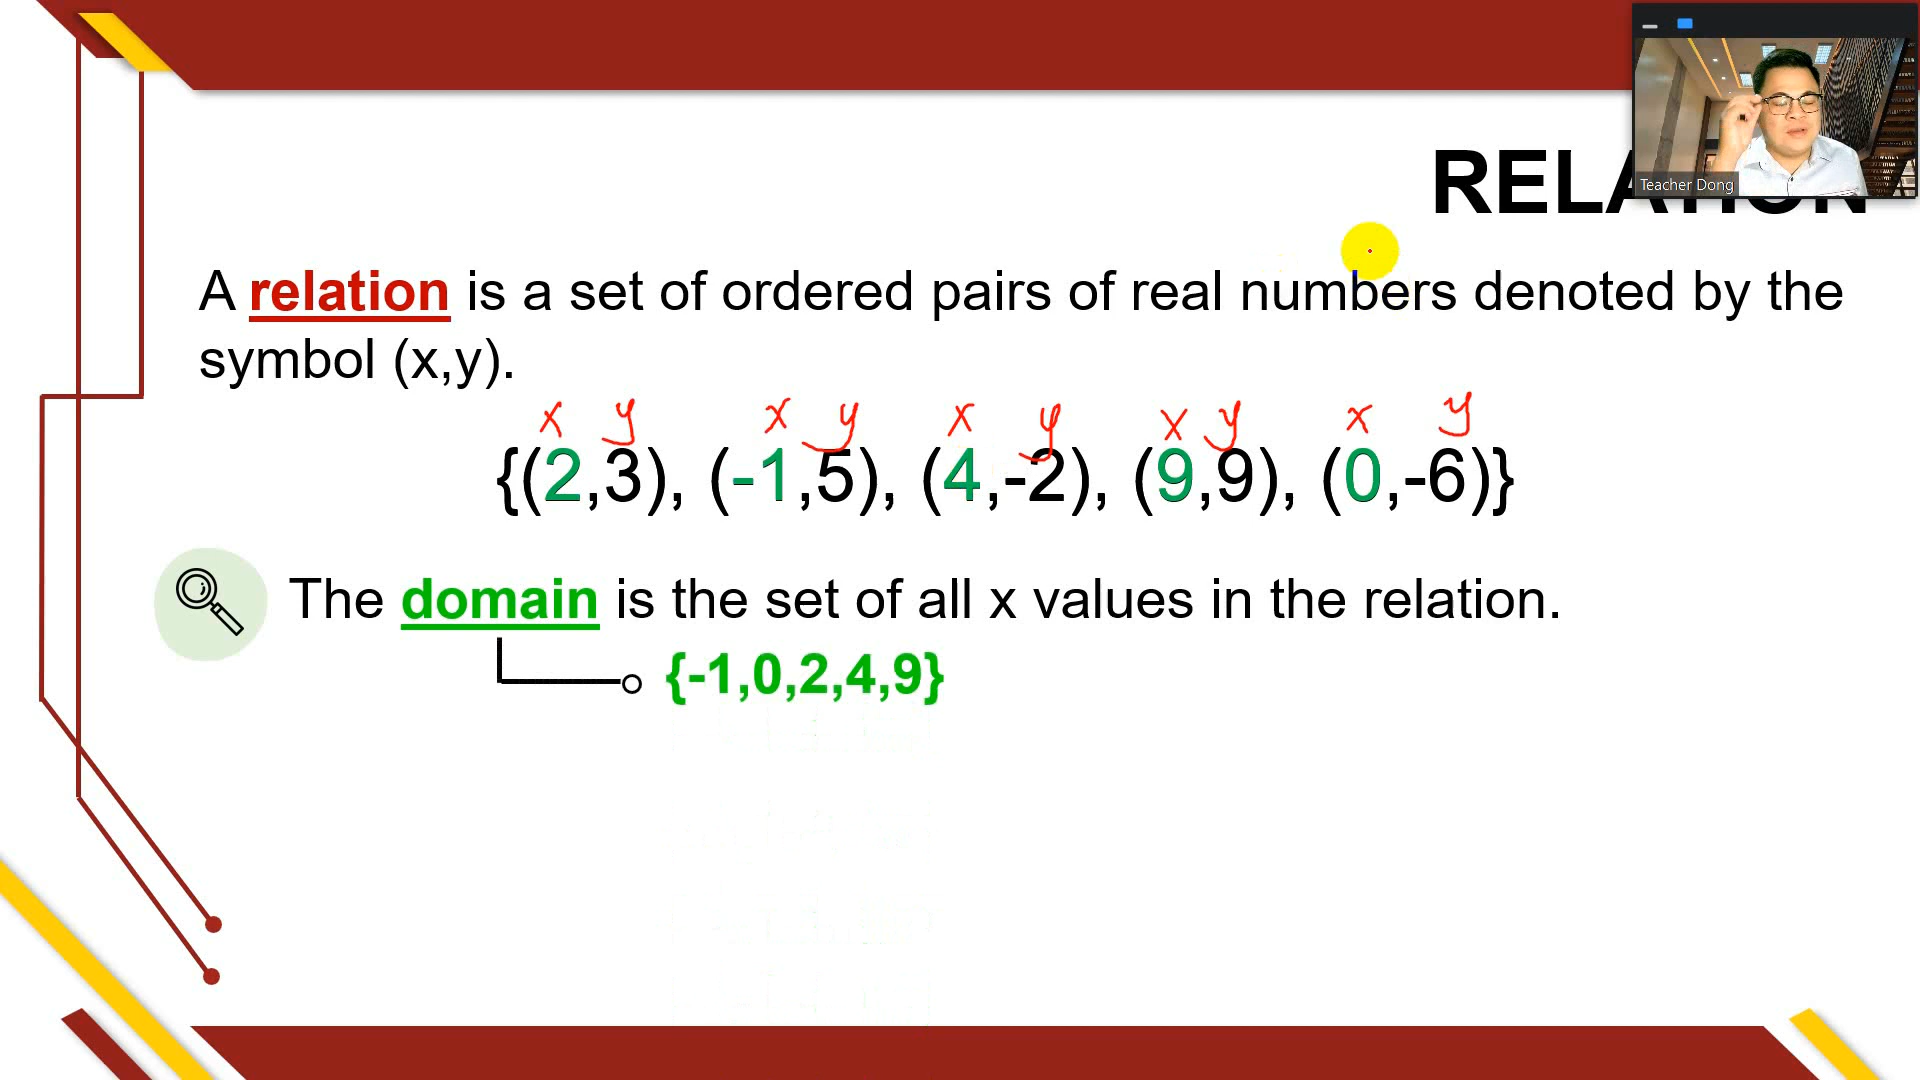 Teacher Dong
RELATION
A relation is a set of ordered pairs of real numbers denoted by the
symbol (x,y).
x y x y x y x y x y
{(2,3), (-1,5), (4,-2), (9,9), (0,-6)}
The domain is the set of all x values in the relation.
{-1,0,2,4,9}